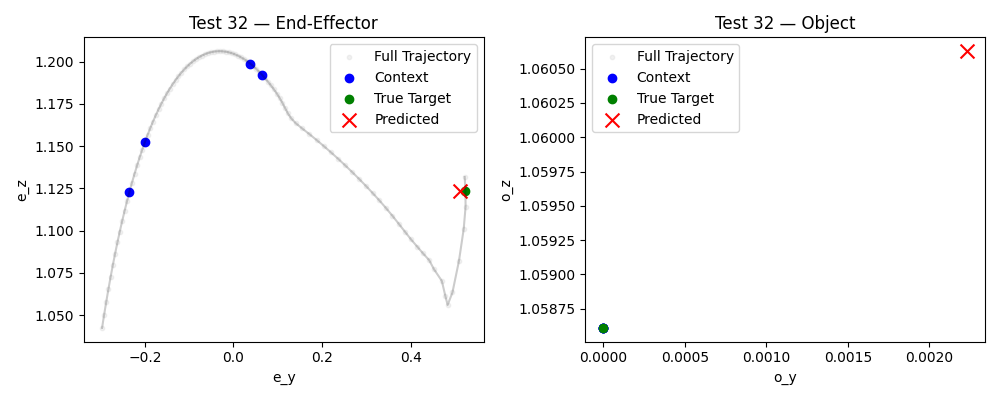 Test 32 — End-Effector
1.200
1.175
1.150
1.125
1.100
1.075
1.050
e_z
−0.2
0.0
0.2
0.4
e_y
Full Trajectory
Context
True Target
Predicted
Test 32 — Object
1.06050
1.06025
1.06000
1.05975
1.05950
1.05925
1.05900
1.05875
o_z
0.0000
0.0005
0.0010
0.0015
0.0020
o_y
Full Trajectory
Context
True Target
Predicted